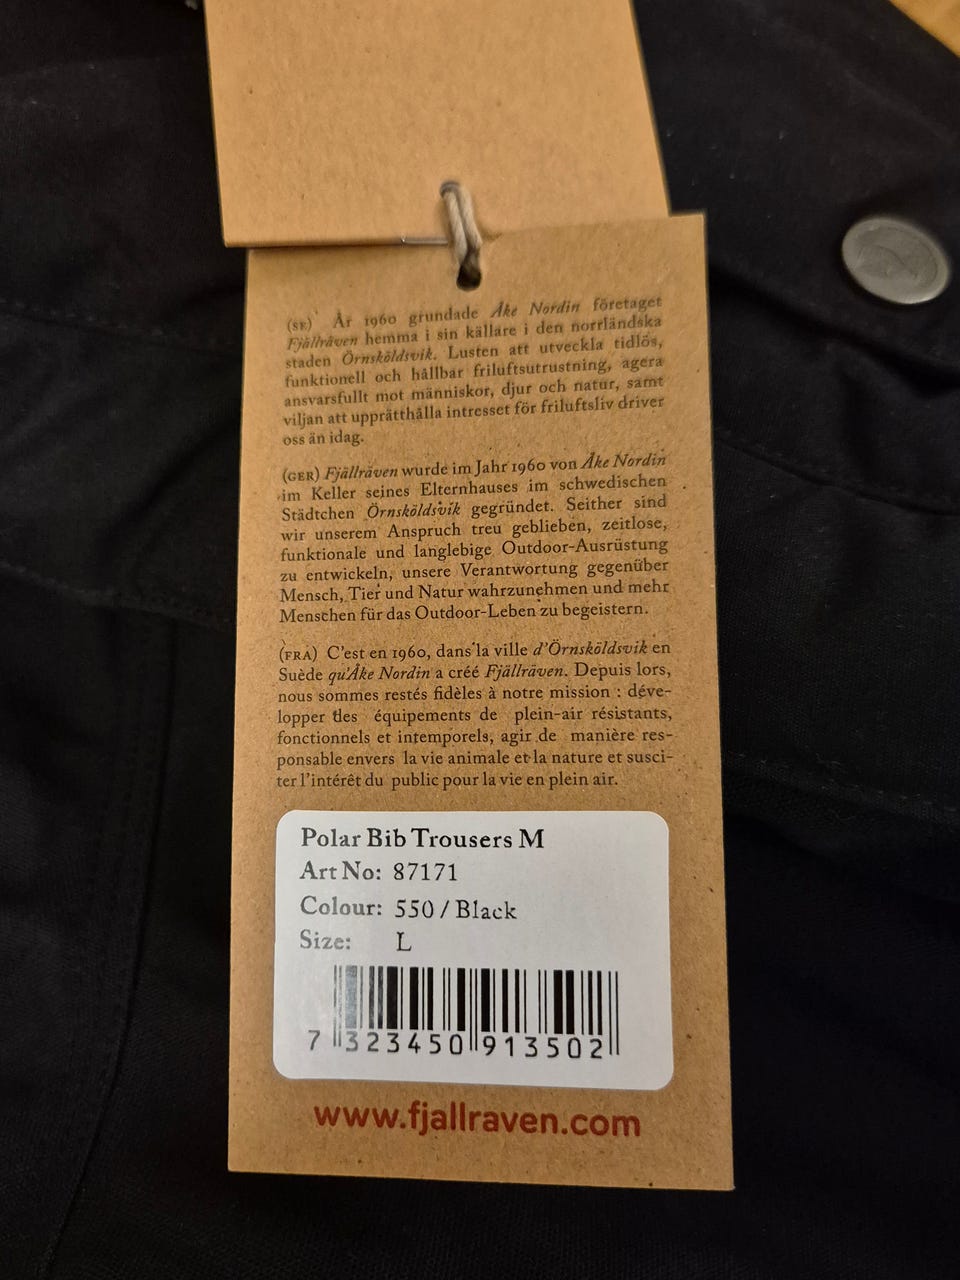 (SE) År 1960 grundade Åke Nordin företaget
Fjällräven hemma i sin källare i den norrländska
staden Örnsköldsvik. Lusten att utveckla tidlös,
funktionell och hållbar friluftsutrustning, agera
ansvarsfullt mot människor, djur och natur, samt
viljan att upprätthålla intresset för friluftsliv driver
oss än idag.
(GER) Fjällräven wurde im Jahr 1960 von Åke Nordin
im Keller seines Elternhauses im schwedischen
Städtchen Örnsköldsvik gegründet. Seither sind
wir unserem Anspruch treu geblieben, zeitlose,
funktionale und langlebige Outdoor-Ausrüstung
zu entwickeln, unsere Verantwortung gegenüber
Mensch, Tier und Natur wahrzunehmen und mehr
Menschen für das Outdoor-Leben zu begeistern.
(FRA) C'est en 1960, dans la ville d'Örnsköldsvik en
Suède qu'Åke Nordin a créé Fjällräven. Depuis lors,
nous sommes restés fidèles à notre mission : déve-
lopper des équipements de plein-air résistants,
fonctionnels et intemporels, agir de manière res-
ponsable envers la vie animale et la nature et susci-
ter l'intérêt du public pour la vie en plein air.
Polar Bib Trousers M
Art No: 87171
Colour: 550 / Black
Size: L
7 323450 913502
www.fjallraven.com